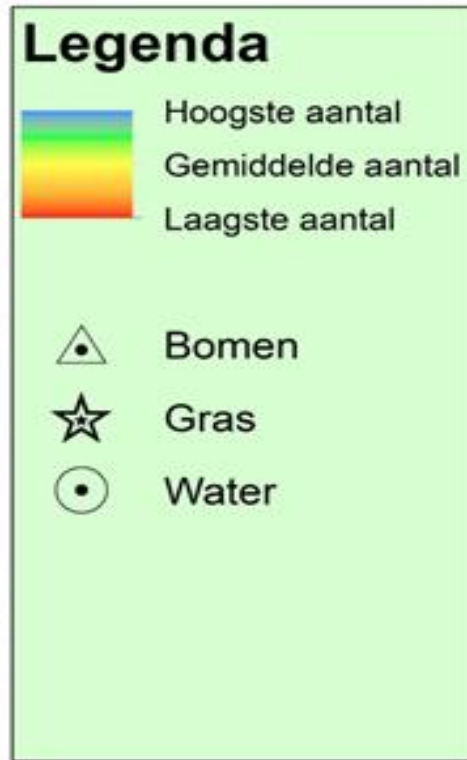 Legenda
Hoogste aantal
Gemiddelde aantal
Laagste aantal
Bomen
Gras
Water